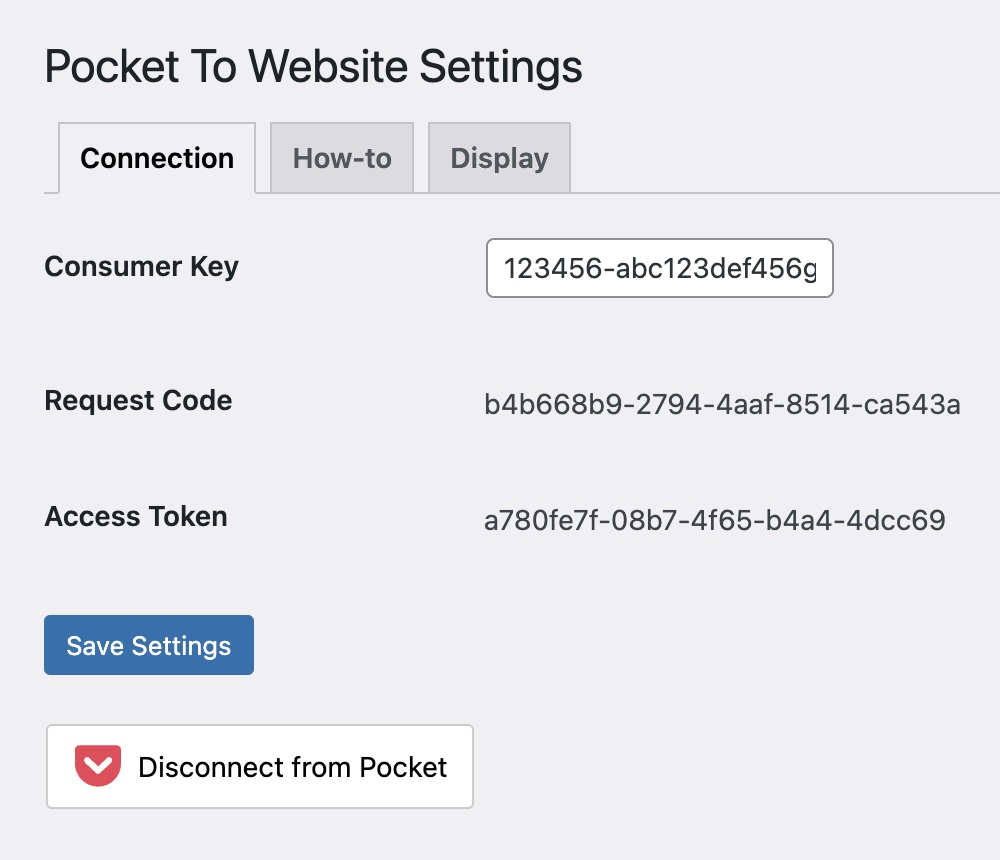 Pocket To Website Settings
Connection How-to Display
Consumer Key 123456-abc123def456g
Request Code b4b668b9-2794-4aaf-8514-ca543a
Access Token a780fe7f-08b7-4f65-b4a4-4dcc69
Save Settings
Disconnect from Pocket